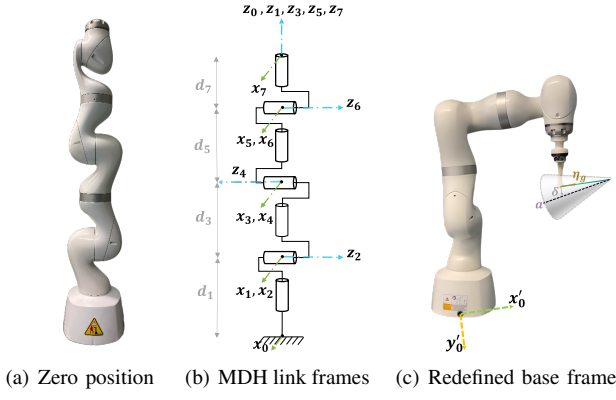 z₀ , z₁ , z₃, z₅, z₇
d₇
x₇
z₆
d₅
x₅, x₆
z₄
d₃
x₃, x₄
z₂
d₁
x₁, x₂
x₀
η_g
δ
a
x′₀
y′₀
(a) Zero position (b) MDH link frames (c) Redefined base frame